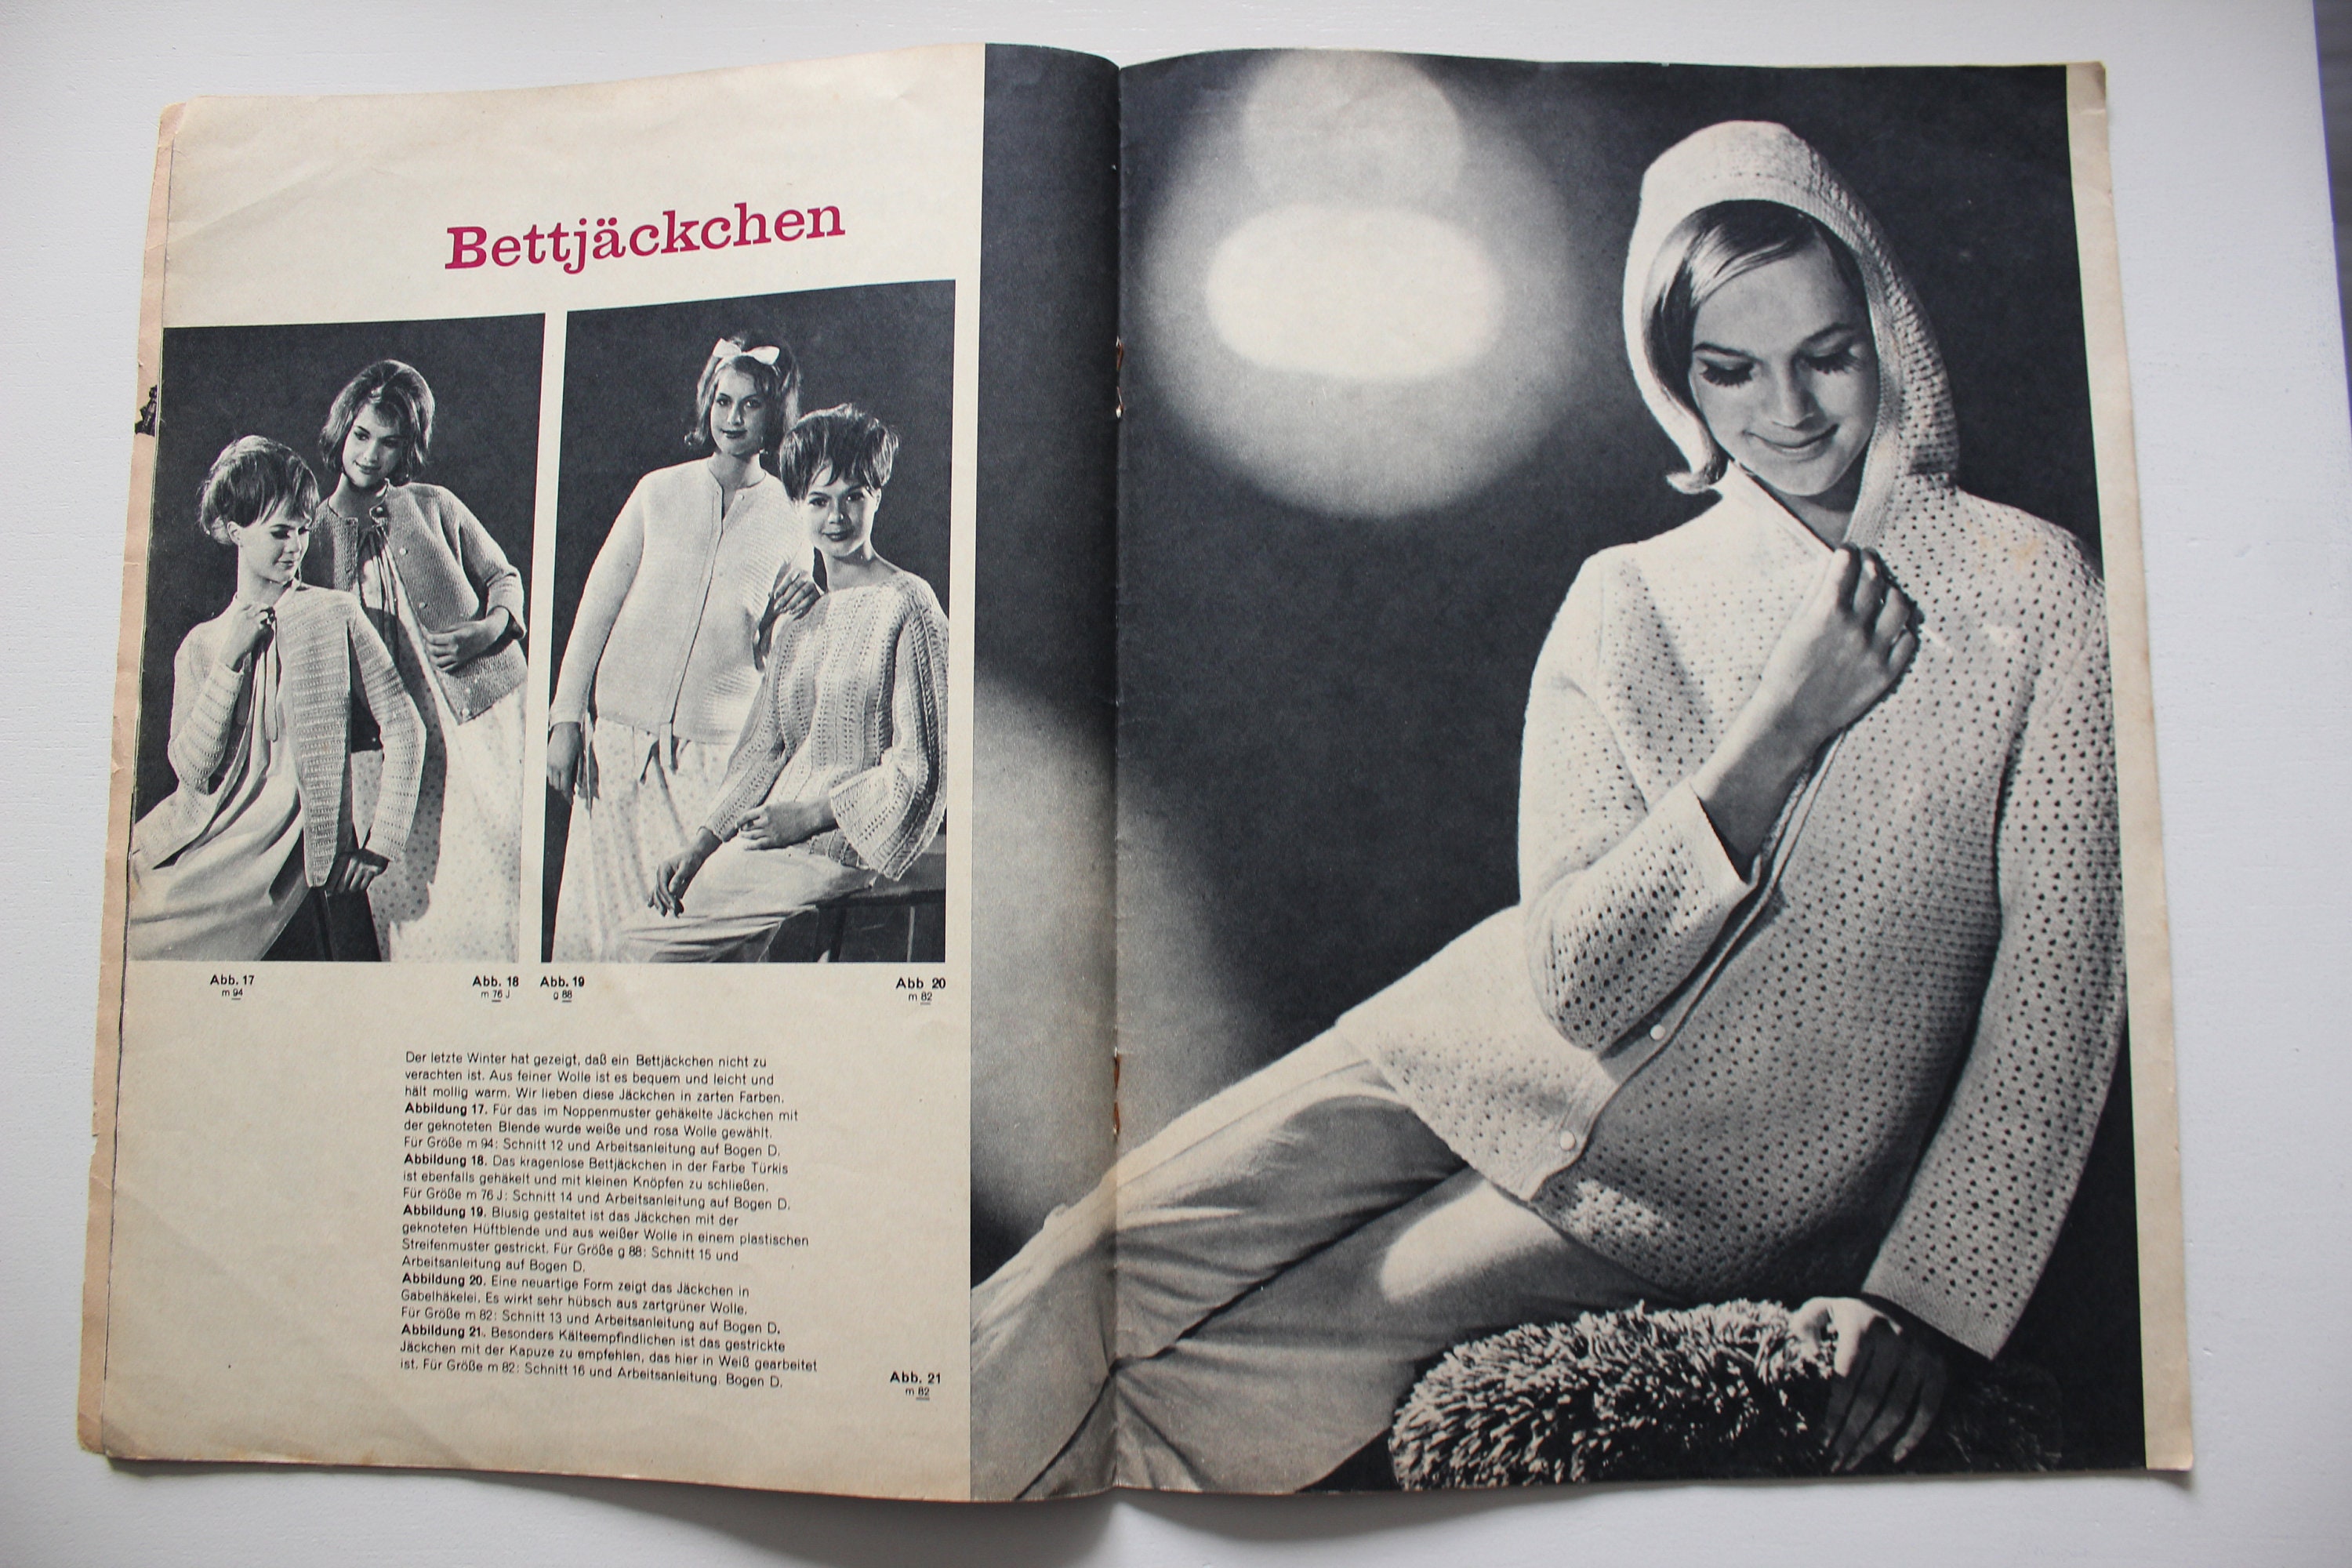 Bettjäckchen
Abb. 17
m 94
Abb. 18
m 76 J
Abb. 19
g 88
Abb 20
m 82
Der letzte Winter hat gezeigt, daß ein Bettjäckchen nicht zu
verachten ist. Aus feiner Wolle ist es bequem und leicht und
hält mollig warm. Wir lieben diese Jäckchen in zarten Farben.
Abbildung 17. Für das im Noppenmuster gehäkelte Jäckchen mit
der geknoteten Blende wurde weiße und rosa Wolle gewählt.
Für Größe m 94: Schnitt 12 und Arbeitsanleitung auf Bogen D.
Abbildung 18. Das kragenlose Bettjäckchen in der Farbe Türkis
ist ebenfalls gehäkelt und mit kleinen Knöpfen zu schließen.
Für Größe m 76 J: Schnitt 14 und Arbeitsanleitung auf Bogen D.
Abbildung 19. Blusig gestaltet ist das Jäckchen mit der
geknoteten Hüftblende und aus weißer Wolle in einem plastischen
Streifenmuster gestrickt. Für Größe g 88: Schnitt 15 und
Arbeitsanleitung auf Bogen D.
Abbildung 20. Eine neuartige Form zeigt das Jäckchen in
Gabelhäkelei. Es wirkt sehr hübsch aus zartgrüner Wolle.
Für Größe m 82: Schnitt 13 und Arbeitsanleitung auf Bogen D.
Abbildung 21. Besonders Kälteempfindlichen ist das gestrickte
Jäckchen mit der Kapuze zu empfehlen, das hier in Weiß gearbeitet
ist. Für Größe m 82: Schnitt 16 und Arbeitsanleitung. Bogen D.
Abb. 21
m 82